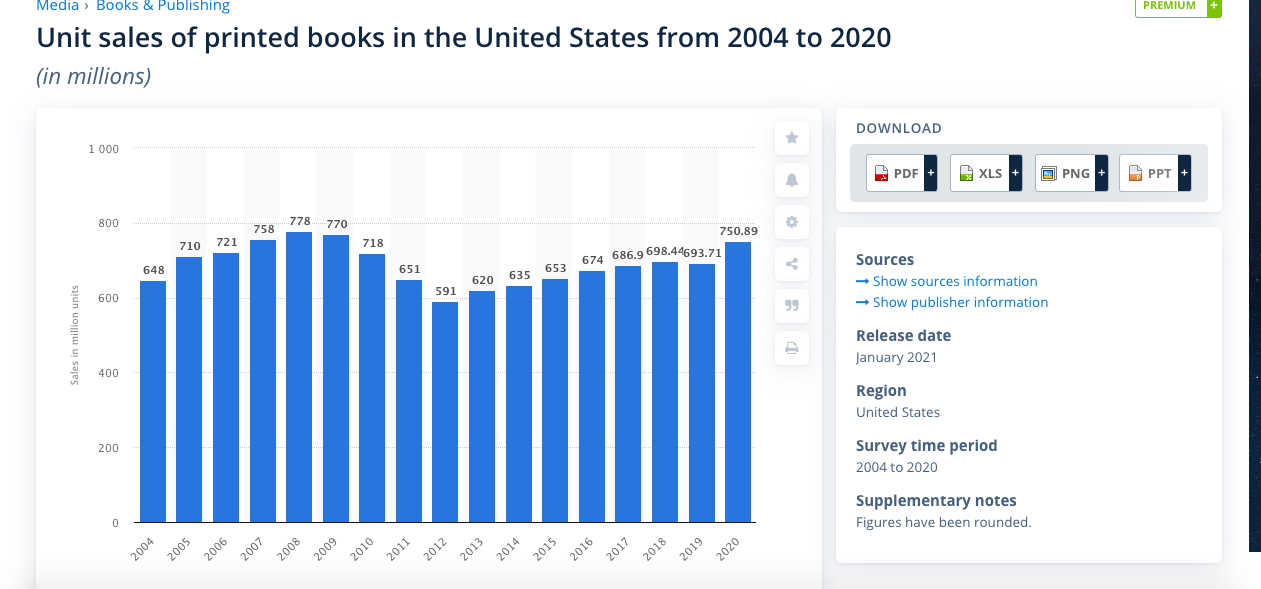 Media › Books & Publishing
PREMIUM +
Unit sales of printed books in the United States from 2004 to 2020
(in millions)
1 000
800
600
400
200
0
Sales in million units
648
710
721
758
778
770
718
651
591
620
635
653
674
686.9
698.44
693.71
750.89
2004
2005
2006
2007
2008
2009
2010
2011
2012
2013
2014
2015
2016
2017
2018
2019
2020
DOWNLOAD
PDF + XLS + PNG + PPT +
Sources
→ Show sources information
→ Show publisher information
Release date
January 2021
Region
United States
Survey time period
2004 to 2020
Supplementary notes
Figures have been rounded.